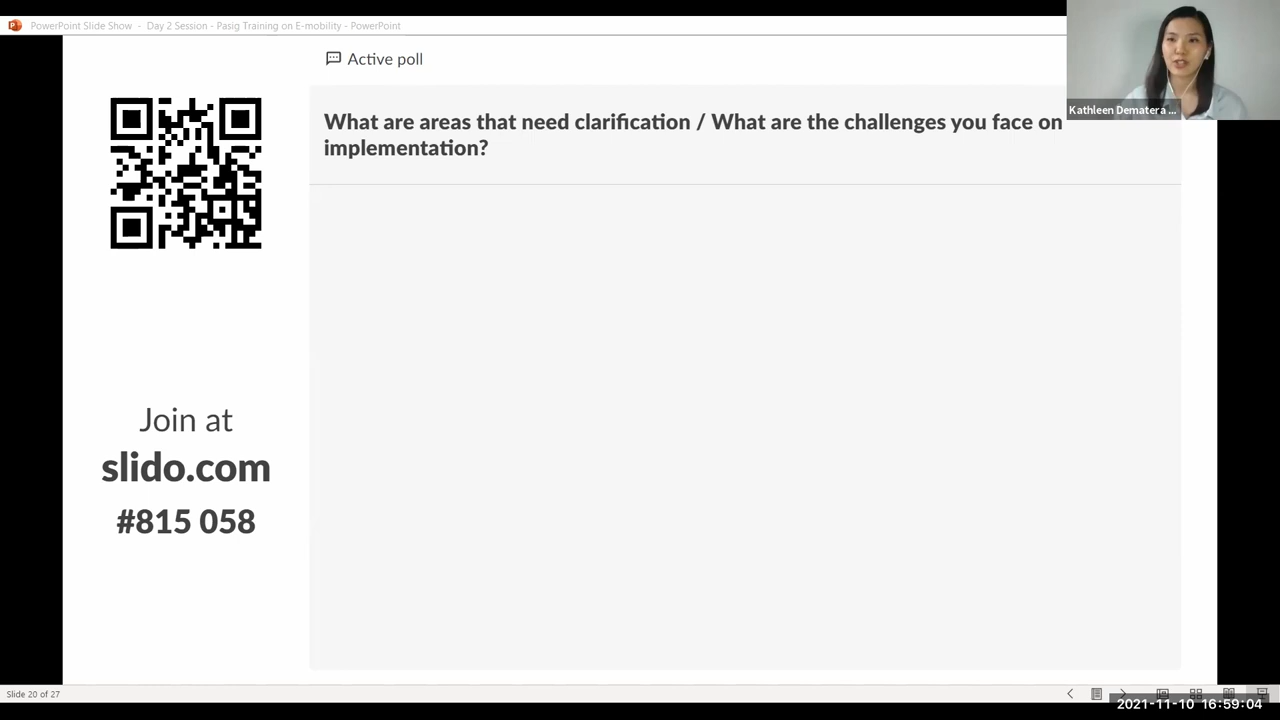 PowerPoint Slide Show - Day 2 Session - Pasig Training on E-mobility - PowerPoint
Active poll
Kathleen Dematera ...
What are areas that need clarification / What are the challenges you face on
implementation?
Join at
slido.com
#815 058
Slide 20 of 27
2021-11-10 16:59:04